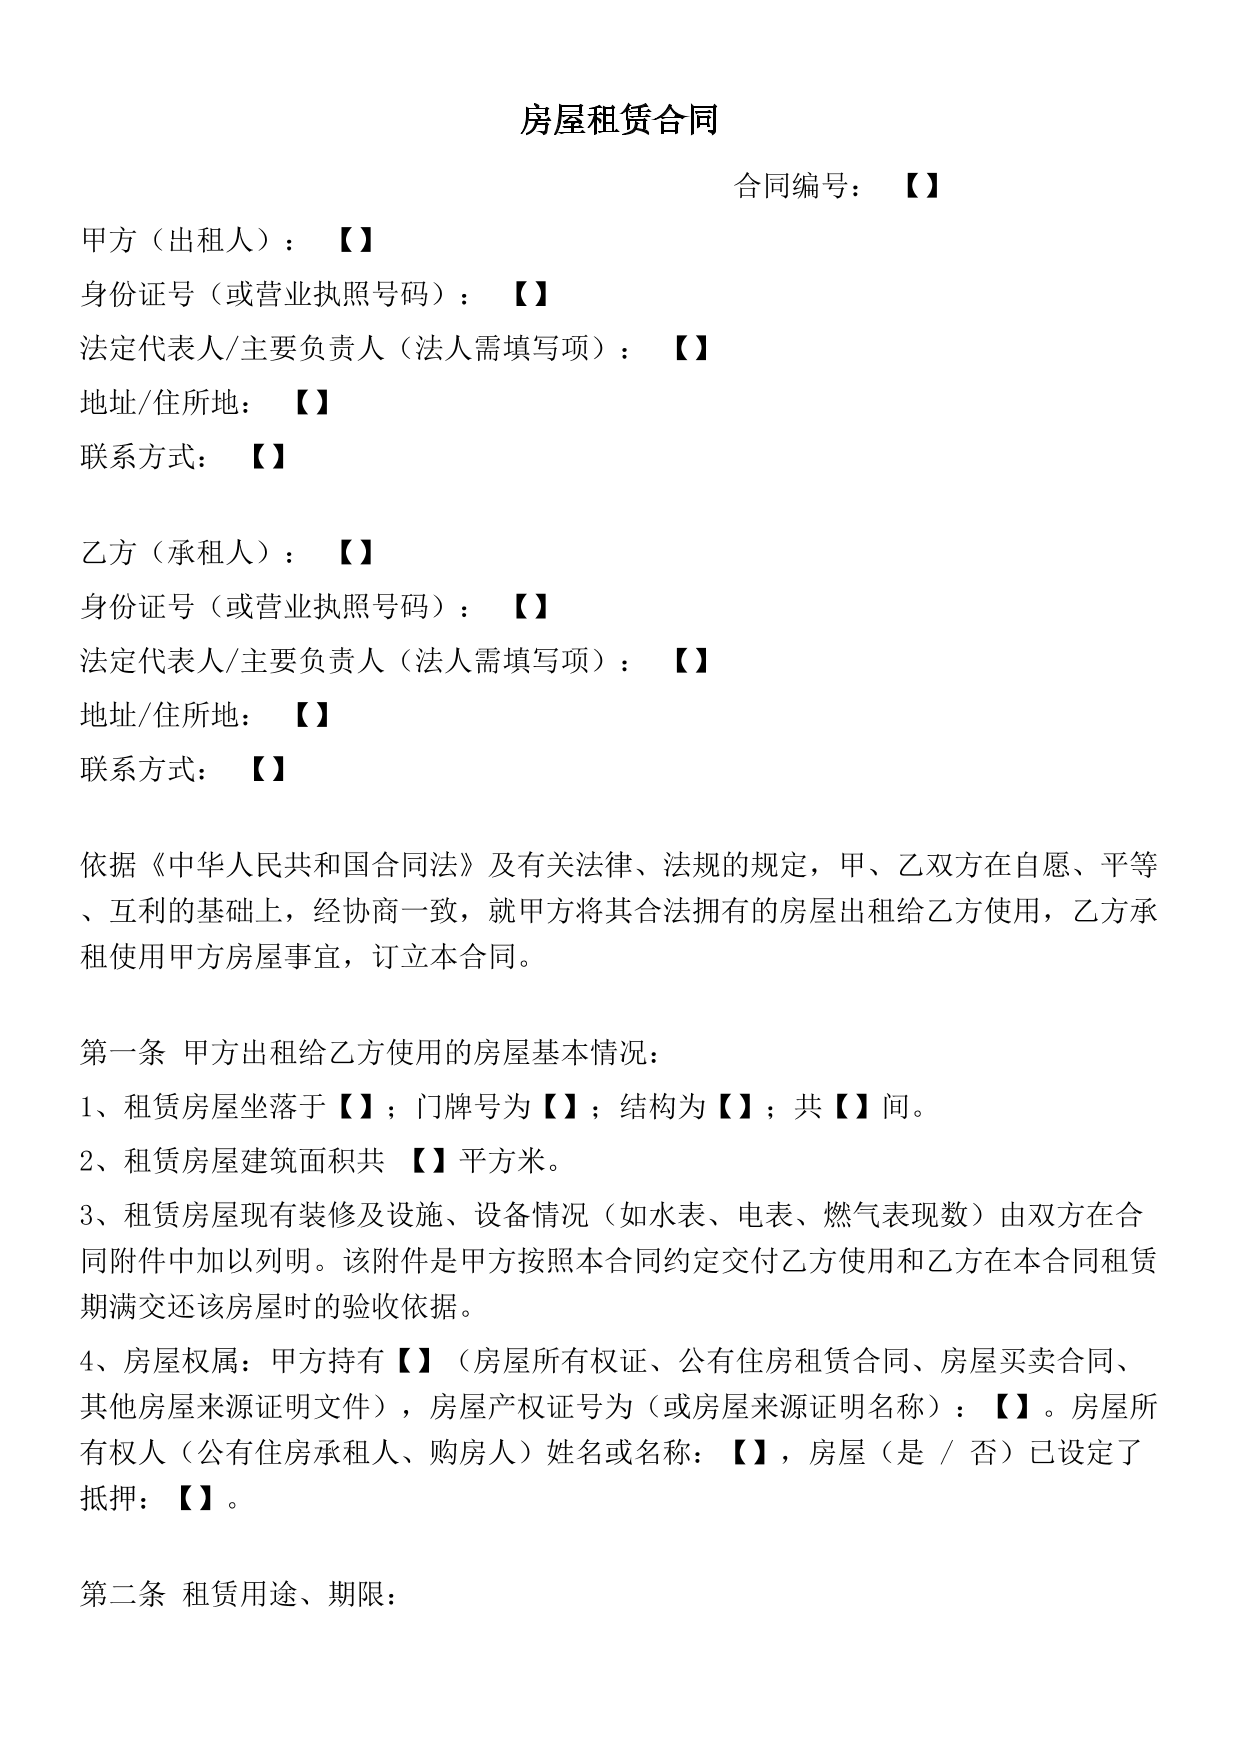 房屋租赁合同
合同编号： 【】
甲方（出租人）： 【】
身份证号（或营业执照号码）： 【】
法定代表人/主要负责人（法人需填写项）： 【】
地址/住所地： 【】
联系方式： 【】
乙方（承租人）： 【】
身份证号（或营业执照号码）： 【】
法定代表人/主要负责人（法人需填写项）： 【】
地址/住所地： 【】
联系方式： 【】
依据《中华人民共和国合同法》及有关法律、法规的规定，甲、乙双方在自愿、平等
、互利的基础上，经协商一致，就甲方将其合法拥有的房屋出租给乙方使用，乙方承
租使用甲方房屋事宜，订立本合同。
第一条 甲方出租给乙方使用的房屋基本情况：
1、租赁房屋坐落于【】；门牌号为【】；结构为【】；共【】间。
2、租赁房屋建筑面积共 【】平方米。
3、租赁房屋现有装修及设施、设备情况（如水表、电表、燃气表现数）由双方在合
同附件中加以列明。该附件是甲方按照本合同约定交付乙方使用和乙方在本合同租赁
期满交还该房屋时的验收依据。
4、房屋权属：甲方持有【】（房屋所有权证、公有住房租赁合同、房屋买卖合同、
其他房屋来源证明文件），房屋产权证号为（或房屋来源证明名称）：【】。房屋所
有权人（公有住房承租人、购房人）姓名或名称：【】，房屋（是 / 否）已设定了
抵押：【】。
第二条 租赁用途、期限：